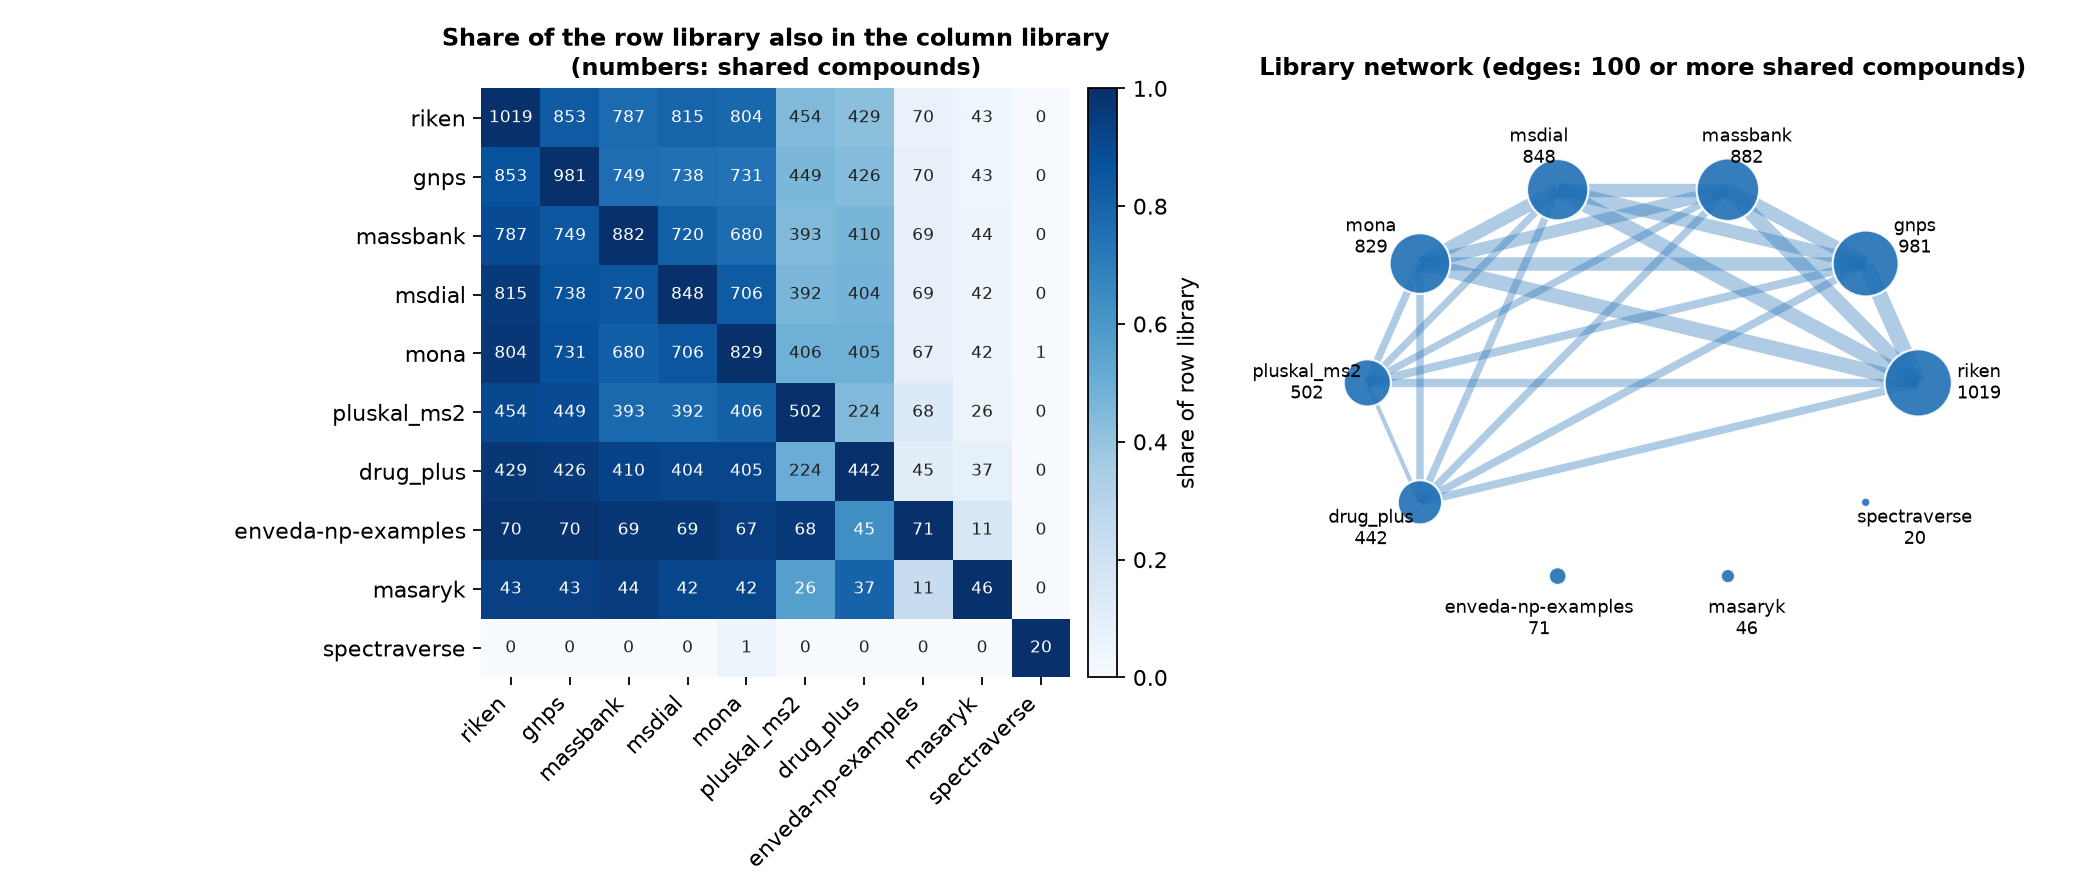 Share of the row library also in the column library
(numbers: shared compounds)
riken 1019 853 787 815 804 454 429 70 43 0
gnps 853 981 749 738 731 449 426 70 43 0
massbank 787 749 882 720 680 393 410 69 44 0
msdial 815 738 720 848 706 392 404 69 42 0
mona 804 731 680 706 829 406 405 67 42 1
pluskal_ms2 454 449 393 392 406 502 224 68 26 0
drug_plus 429 426 410 404 405 224 442 45 37 0
enveda-np-examples 70 70 69 69 67 68 45 71 11 0
masaryk 43 43 44 42 42 26 37 11 46 0
spectraverse 0 0 0 0 1 0 0 0 0 20
riken
gnps
massbank
msdial
mona
pluskal_ms2
drug_plus
enveda-np-examples
masaryk
spectraverse
1.0
0.8
0.6
0.4
0.2
0.0
share of row library
Library network (edges: 100 or more shared compounds)
msdial
848
massbank
882
mona
829
gnps
981
pluskal_ms2
502
riken
1019
drug_plus
442
spectraverse
20
enveda-np-examples
71
masaryk
46